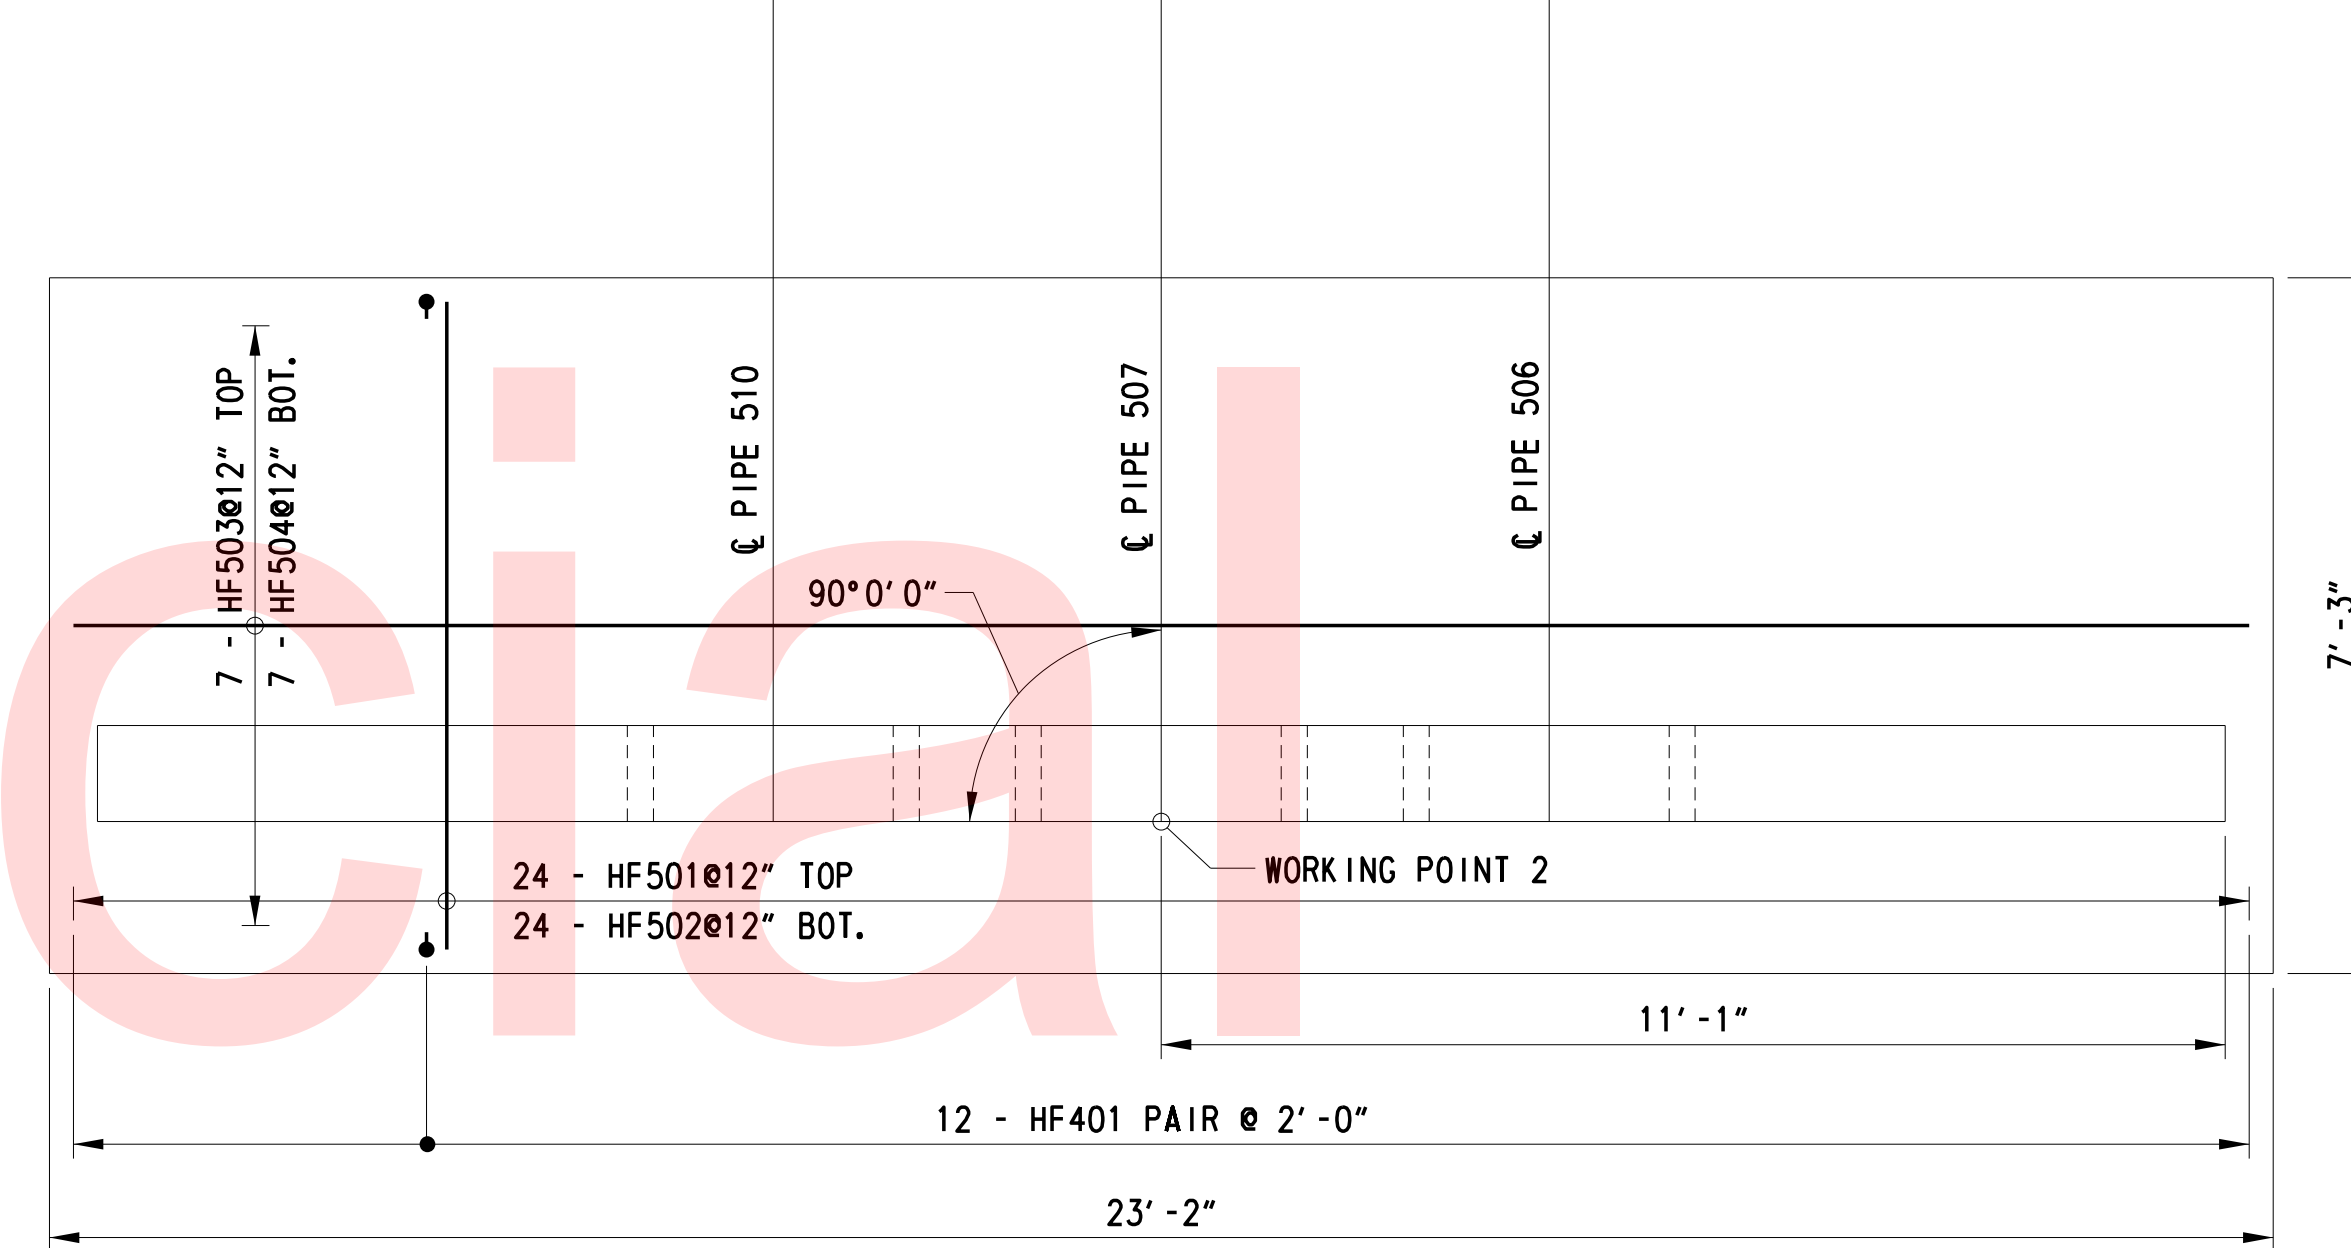 7 - HF503@12" TOP
7 - HF504@12" BOT.
℄ PIPE 510
℄ PIPE 507
℄ PIPE 506
90°0'0"
7'-3"
24 - HF501@12" TOP
24 - HF502@12" BOT.
WORKING POINT 2
11'-1"
12 - HF401 PAIR @ 2'-0"
23'-2"
cial